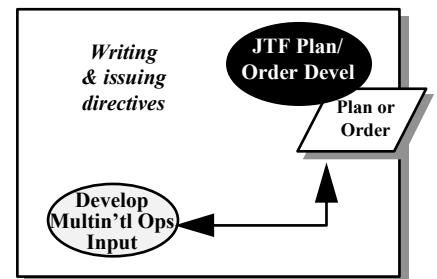 Writing
& issuing
directives
JTF Plan/
Order Devel
Plan or
Order
Develop
Multin'tl Ops
Input